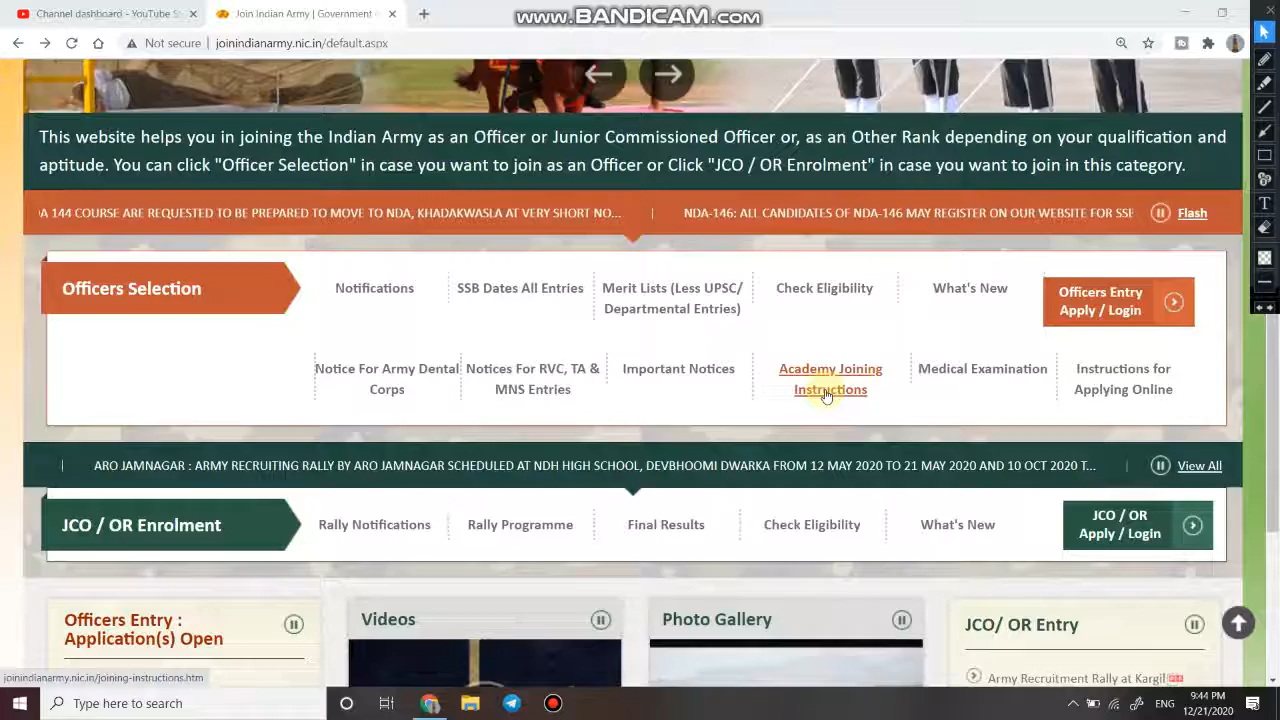 Channel dashboard - YouTube St
Join Indian Army | Government
www.BANDICAM.com
Not secure | joinindianarmy.nic.in/default.aspx
This website helps you in joining the Indian Army as an Officer or Junior Commissioned Officer or, as an Other Rank depending on your qualification and
aptitude. You can click "Officer Selection" in case you want to join as an Officer or Click "JCO / OR Enrolment" in case you want to join in this category.
A 144 COURSE ARE REQUESTED TO BE PREPARED TO MOVE TO NDA, KHADAKWASLA AT VERY SHORT NO... | NDA-146: ALL CANDIDATES OF NDA-146 MAY REGISTER ON OUR WEBSITE FOR SSB Flash
Officers Selection
Notifications
SSB Dates All Entries
Merit Lists (Less UPSC/
Departmental Entries)
Check Eligibility
What's New
Officers Entry
Apply / Login
Notice For Army Dental
Corps
Notices For RVC, TA &
MNS Entries
Important Notices
Academy Joining
Instructions
Medical Examination
Instructions for
Applying Online
ARO JAMNAGAR : ARMY RECRUITING RALLY BY ARO JAMNAGAR SCHEDULED AT NDH HIGH SCHOOL, DEVBHOOMI DWARKA FROM 12 MAY 2020 TO 21 MAY 2020 AND 10 OCT 2020 T... View All
JCO / OR Enrolment
Rally Notifications
Rally Programme
Final Results
Check Eligibility
What's New
JCO / OR
Apply / Login
Officers Entry :
Application(s) Open
Videos
Photo Gallery
JCO/ OR Entry
Army Recruitment Rally at Kargil
joinindianarmy.nic.in/joining-instructions.htm
Type here to search
ENG
9:44 PM
12/21/2020